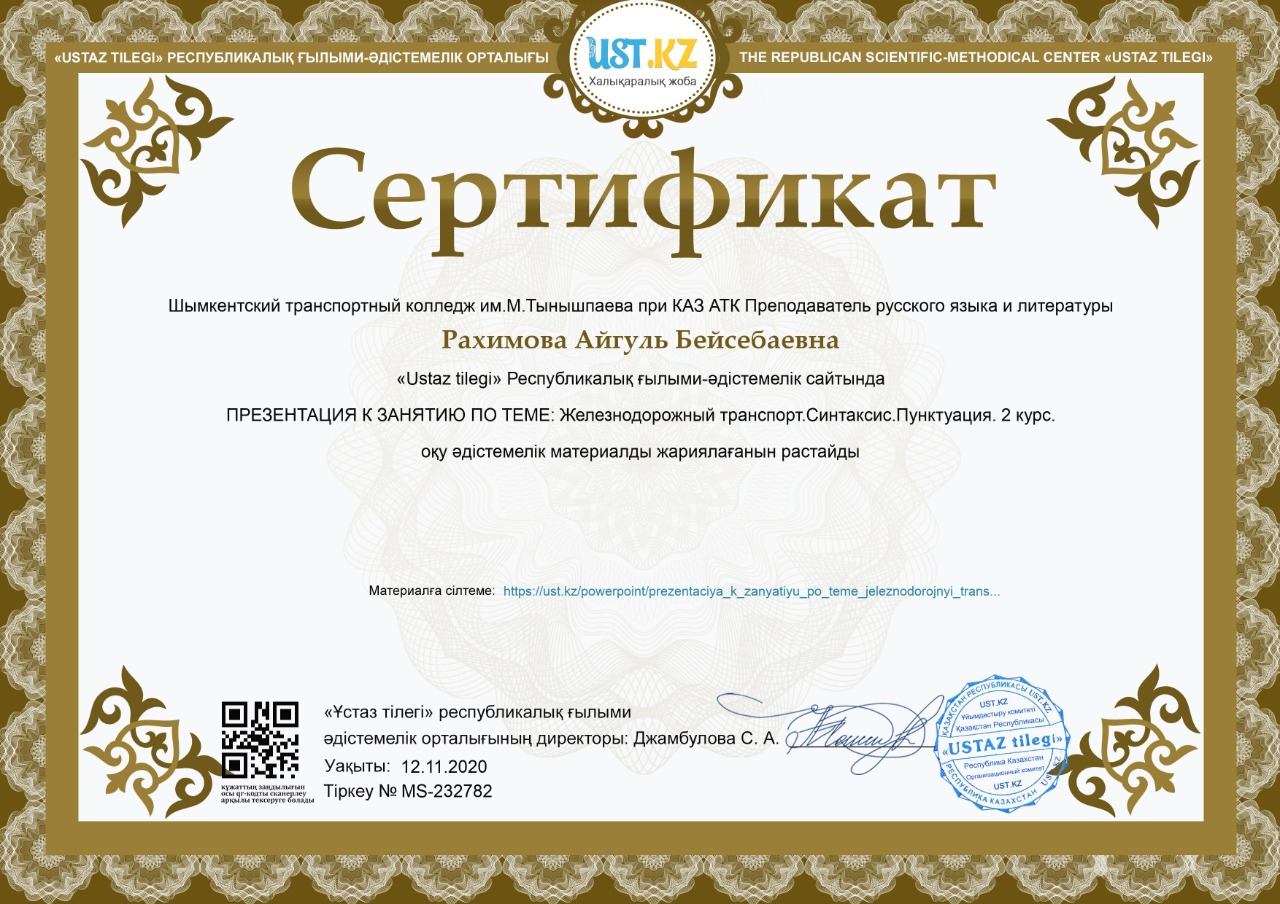 «USTAZ TILEGI» РЕСПУБЛИКАЛЫҚ ҒЫЛЫМИ-ӘДІСТЕМЕЛІК ОРТАЛЫҒЫ
UST.KZ
Халықаралық жоба
THE REPUBLICAN SCIENTIFIC-METHODICAL CENTER «USTAZ TILEGI»
Сертификат
Шымкентский транспортный колледж им.М.Тынышпаева при КАЗ АТК Преподаватель русского языка и литературы
Рахимова Айгуль Бейсебаевна
«Ustaz tilegi» Республикалық ғылыми-әдістемелік сайтында
ПРЕЗЕНТАЦИЯ К ЗАНЯТИЮ ПО ТЕМЕ: Железнодорожный транспорт.Синтаксис.Пунктуация. 2 курс.
оқу әдістемелік материалды жариялағанын растайды
Материалға сілтеме: https://ust.kz/powerpoint/prezentaciya_k_zanyatiyu_po_teme_jeleznodorojnyi_trans...
«Ұстаз тілегі» республикалық ғылыми
әдістемелік орталығының директоры: Джамбулова С. А.
Уақыты: 12.11.2020
Тіркеу № MS-232782
құжаттың заңдылығын
осы qr-кодты сканерлеу
арқылы тексеруге болады
ҚАЗАҚСТАН РЕСПУБЛИКАСЫ UST.KZ
UST.KZ
Ұйымдастыру комитеті
Қазақстан Республикасы
«USTAZ tilegi»
Республика Казахстан
Организационный комитет
UST.KZ
РЕСПУБЛИКА КАЗАХСТАН UST.KZ